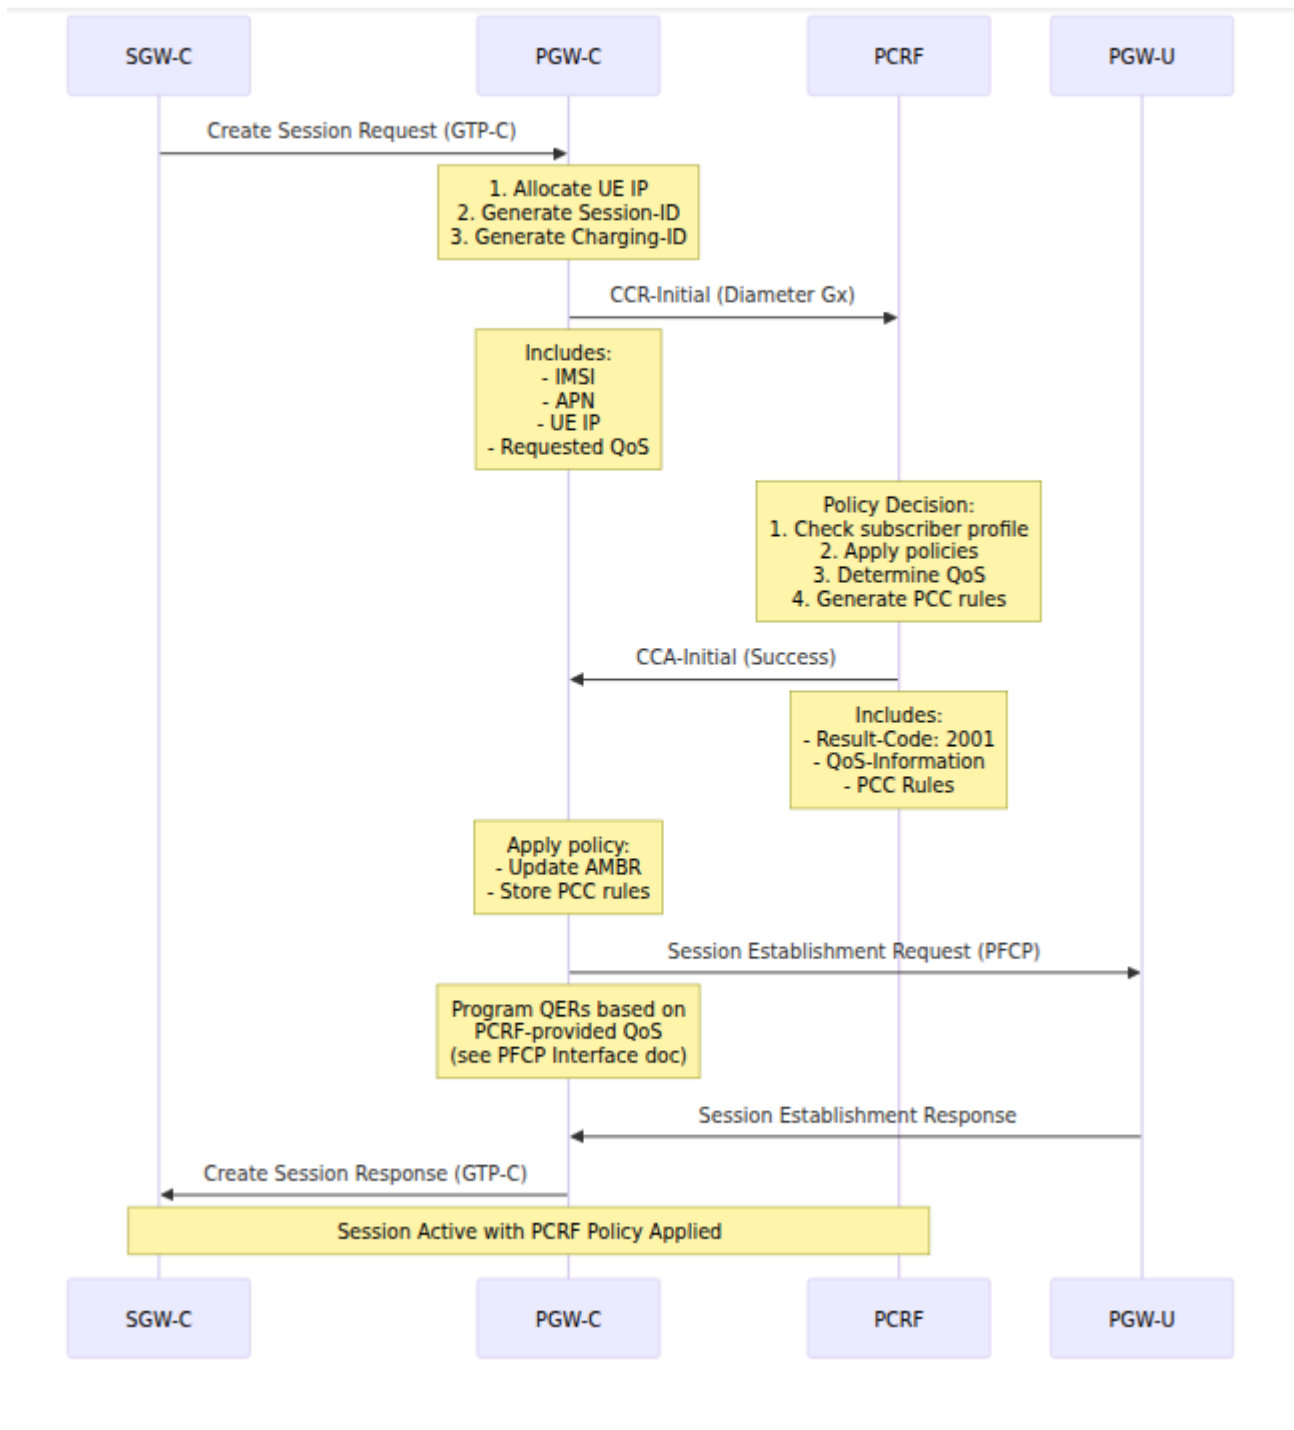 SGW-C
PGW-C
PCRF
PGW-U
Create Session Request (GTP-C)
1. Allocate UE IP
2. Generate Session-ID
3. Generate Charging-ID
CCR-Initial (Diameter Gx)
Includes:
- IMSI
- APN
- UE IP
- Requested QoS
Policy Decision:
1. Check subscriber profile
2. Apply policies
3. Determine QoS
4. Generate PCC rules
CCA-Initial (Success)
Includes:
- Result-Code: 2001
- QoS-Information
- PCC Rules
Apply policy:
- Update AMBR
- Store PCC rules
Session Establishment Request (PFCP)
Program QERs based on
PCRF-provided QoS
(see PFCP Interface doc)
Session Establishment Response
Create Session Response (GTP-C)
Session Active with PCRF Policy Applied
SGW-C
PGW-C
PCRF
PGW-U